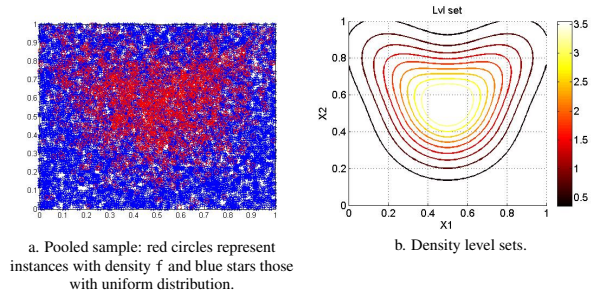 1
0.9
0.8
0.7
0.6
0.5
0.4
0.3
0.2
0.1
0
0 0.1 0.2 0.3 0.4 0.5 0.6 0.7 0.8 0.9 1
a. Pooled sample: red circles represent
instances with density f and blue stars those
with uniform distribution.
Lvl set
1
0.8
0.6
0.4
0.2
0
X2
0 0.2 0.4 0.6 0.8 1
X1
3.5
3
2.5
2
1.5
1
0.5
b. Density level sets.